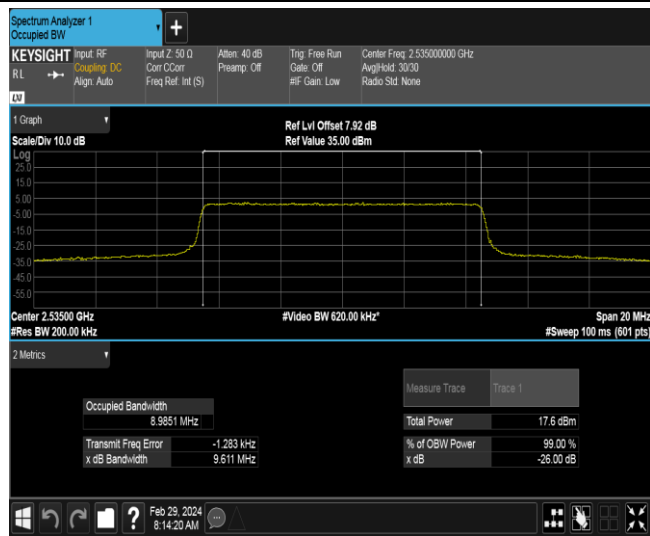 Spectrum Analyzer 1
Occupied BW
+
KEYSIGHT Input: RF Input Z: 50 Ω Atten: 40 dB Trig: Free Run Center Freq: 2.535000000 GHz
RL Coupling: DC Corr CCorr Preamp: Off Gate: Off Avg|Hold: 30/30
Align: Auto Freq Ref: Int (S) #IF Gain: Low Radio Std: None
LXI
1 Graph
Ref Lvl Offset 7.92 dB
Scale/Div 10.0 dB Ref Value 35.00 dBm
Log
25.0
15.0
5.00
-5.00
-15.0
-25.0
-35.0
-45.0
-55.0
Center 2.53500 GHz #Video BW 620.00 kHz* Span 20 MHz
#Res BW 200.00 kHz #Sweep 100 ms (601 pts)
2 Metrics
Measure Trace Trace 1
Occupied Bandwidth
8.9851 MHz
Total Power 17.6 dBm
Transmit Freq Error -1.283 kHz % of OBW Power 99.00 %
x dB Bandwidth 9.611 MHz x dB -26.00 dB
? Feb 29, 2024
8:14:20 AM